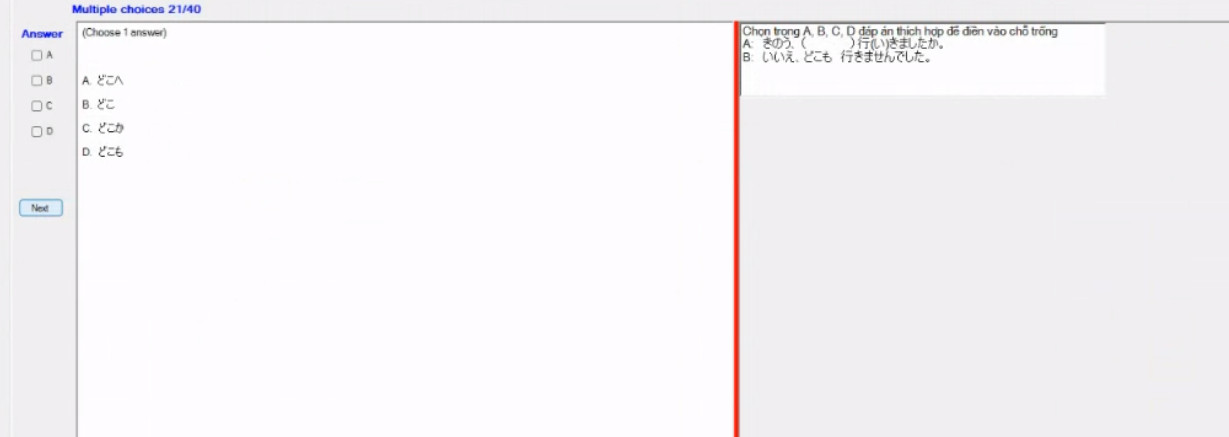 Multiple choices 21/40
Answer
(Choose 1 answer)
A
B
C
D
A. どこへ
B. どこ
C. どこか
D. どこも
Next
Chọn trong A, B, C, D đáp án thích hợp để điền vào chỗ trống
A: きのう、( )行(い)きましたか。
B: いいえ、どこも 行きませんでした。